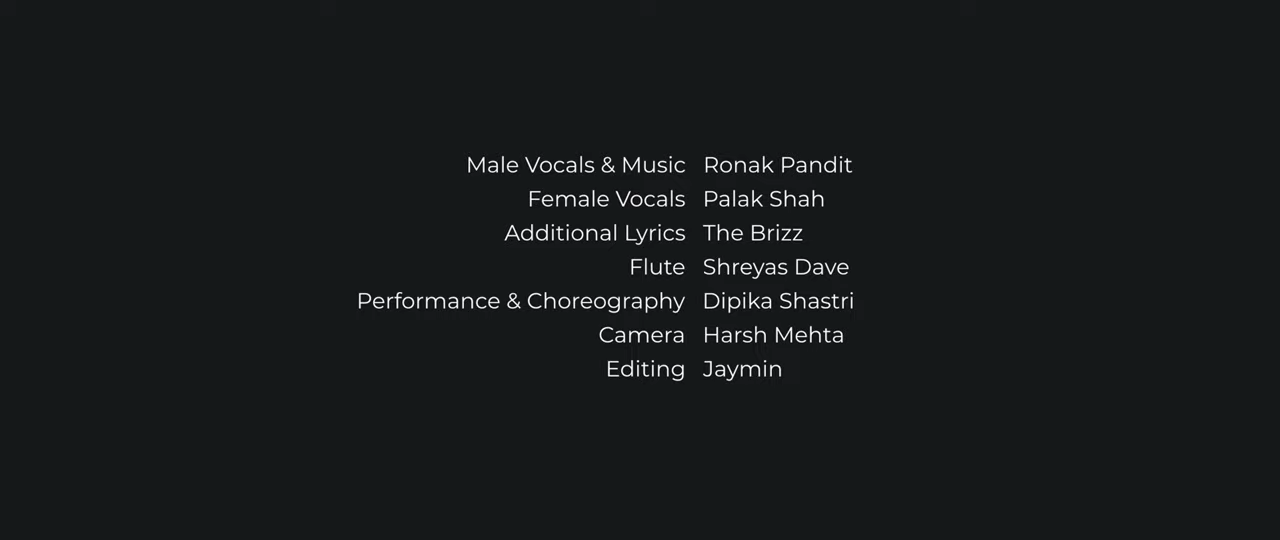 Male Vocals & Music Ronak Pandit
Female Vocals Palak Shah
Additional Lyrics The Brizz
Flute Shreyas Dave
Performance & Choreography Dipika Shastri
Camera Harsh Mehta
Editing Jaymin